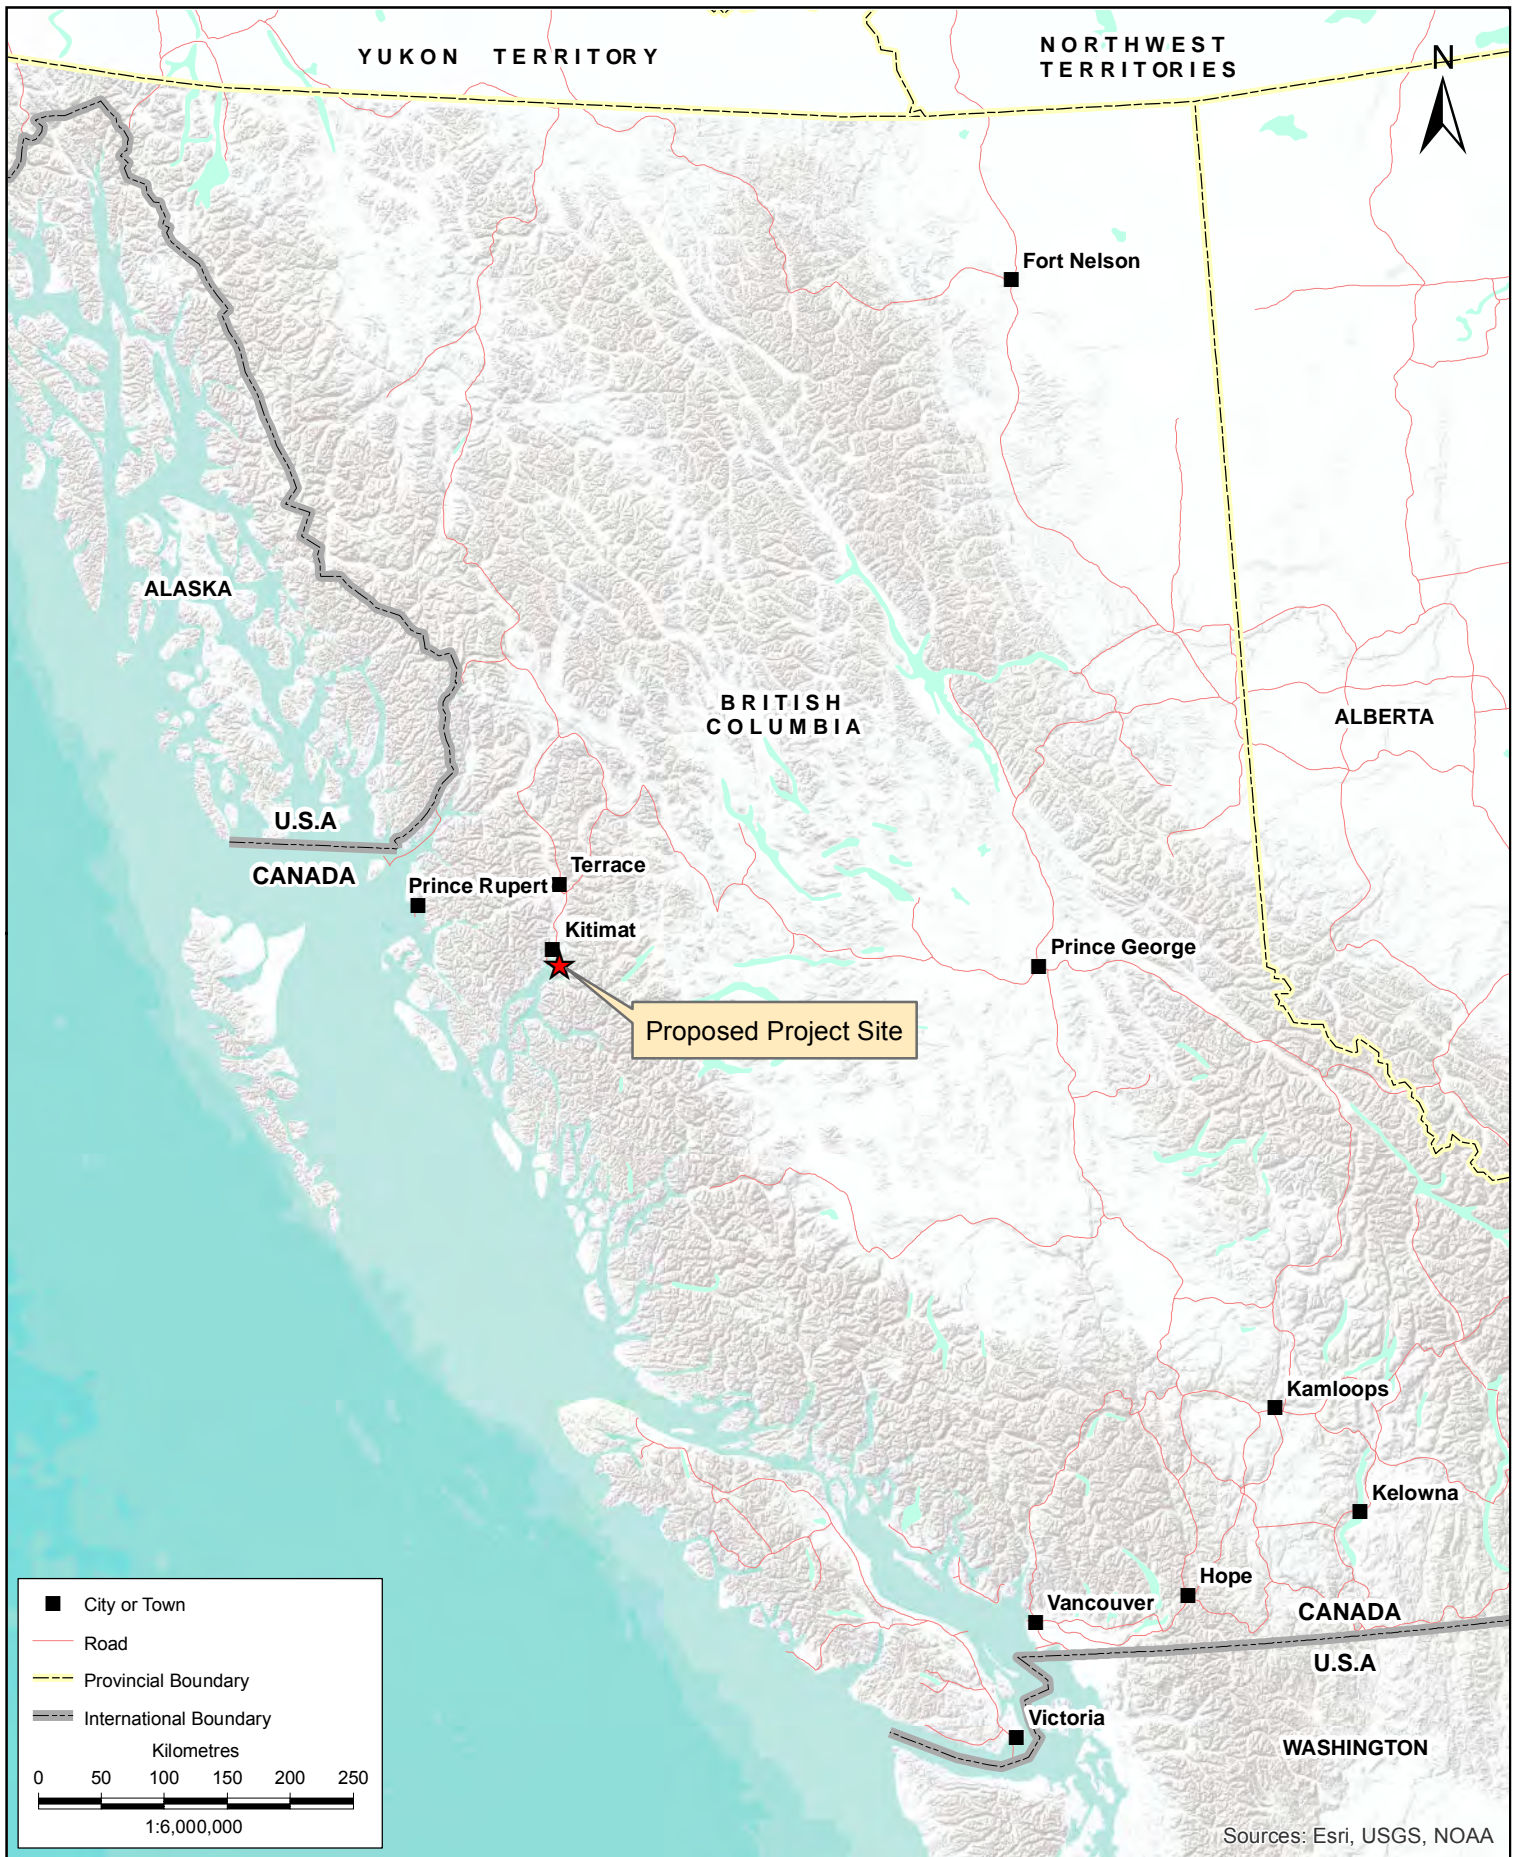 YUKON TERRITORY
NORTHWEST
TERRITORIES
N
Fort Nelson
ALASKA
BRITISH
COLUMBIA
ALBERTA
U.S.A
CANADA
Terrace
Prince Rupert
Kitimat
Prince George
Proposed Project Site
Kamloops
Kelowna
Hope
Vancouver
CANADA
U.S.A
Victoria
WASHINGTON
City or Town
Road
Provincial Boundary
International Boundary
Kilometres
0 50 100 150 200 250
1:6,000,000
Sources: Esri, USGS, NOAA